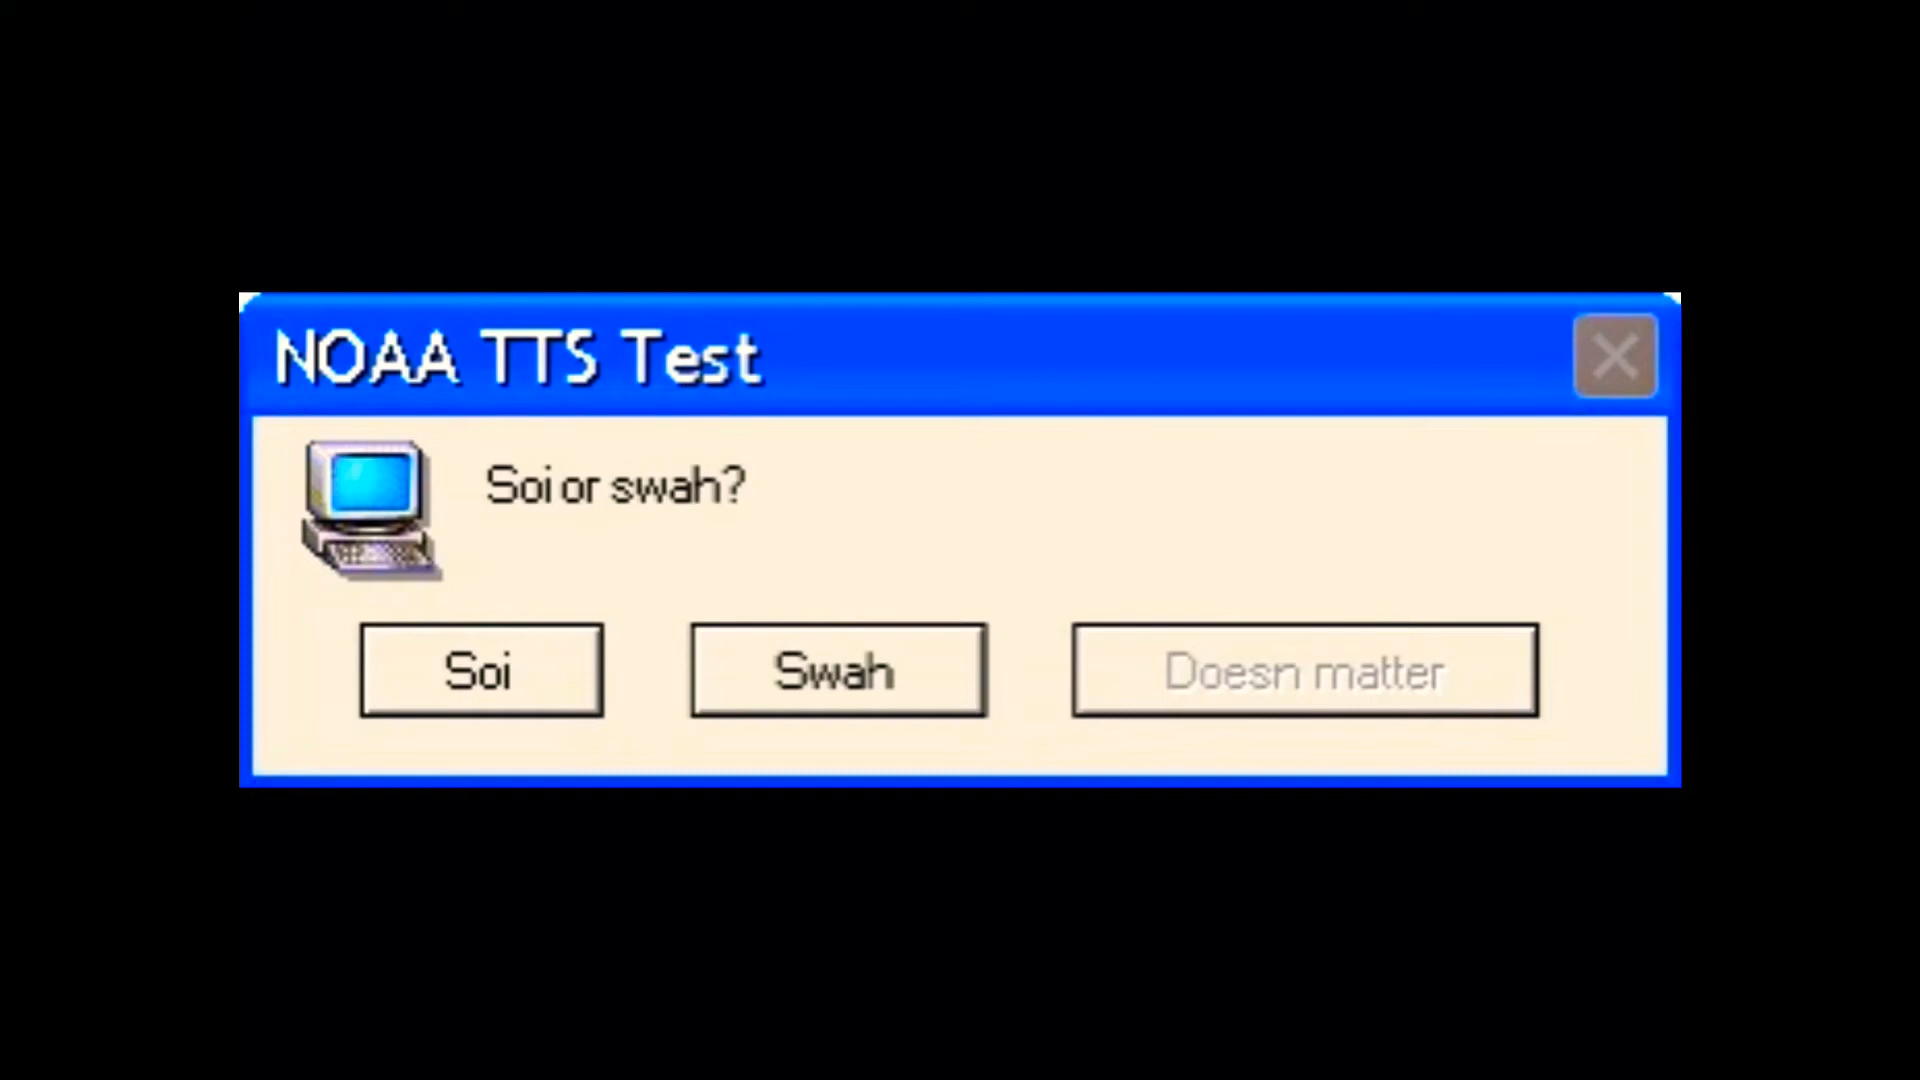 NOAA TTS Test
Soi or swah?
Soi
Swah
Doesn matter